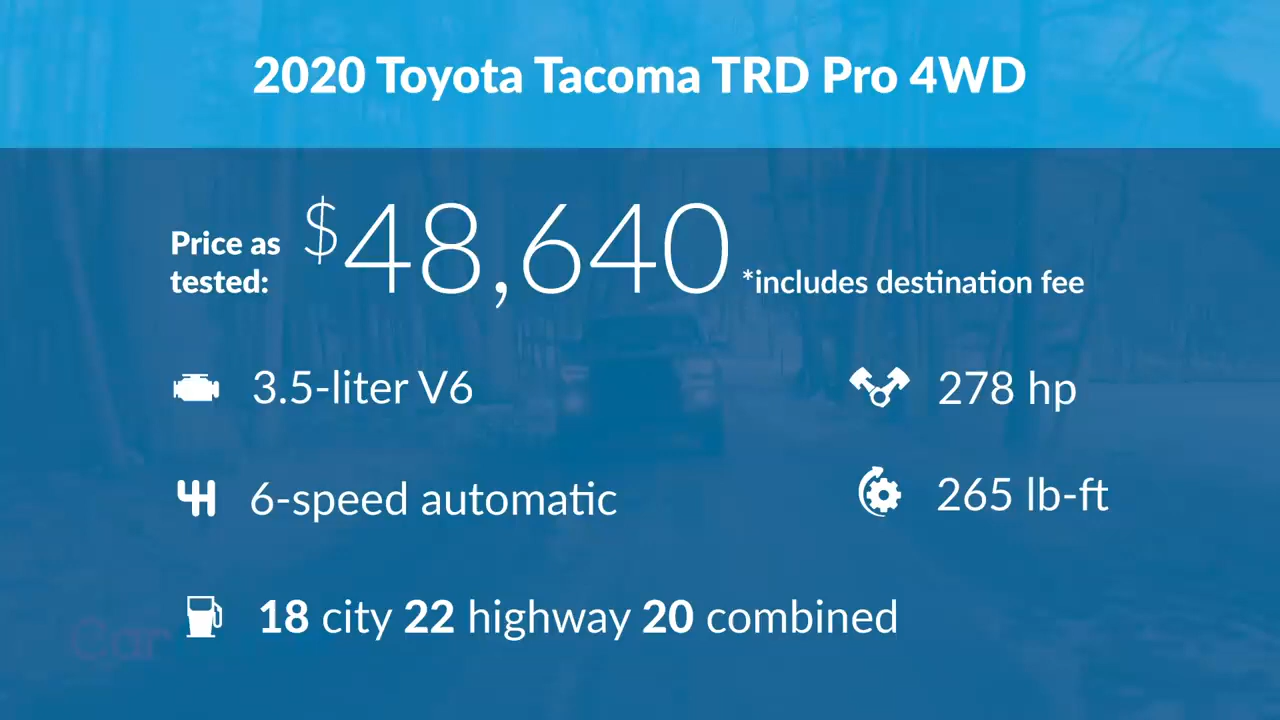 2020 Toyota Tacoma TRD Pro 4WD
Price as tested: $48,640 *includes destination fee
3.5-liter V6
278 hp
6-speed automatic
265 lb-ft
18 city 22 highway 20 combined
Car